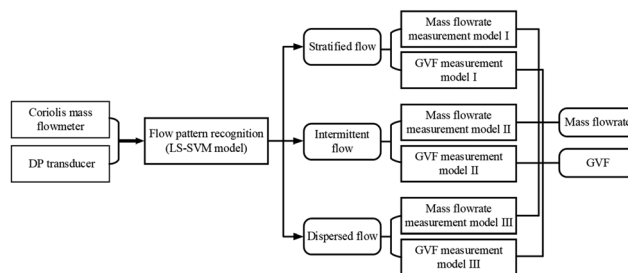 Coriolis mass
flowmeter
DP transducer
Flow pattern recognition
(LS-SVM model)
Stratified flow
Intermittent
flow
Dispersed flow
Mass flowrate
measurement model I
GVF measurement
model I
Mass flowrate
measurement model II
GVF measurement
model II
Mass flowrate
measurement model III
GVF measurement
model III
Mass flowrate
GVF